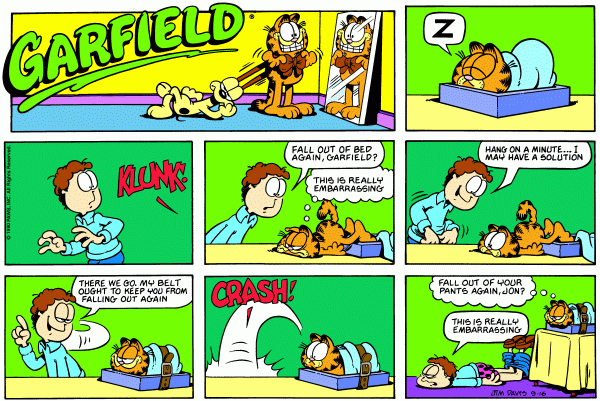 GARFIELD®
Z
KLUNK!
FALL OUT OF BED
AGAIN, GARFIELD?
THIS IS REALLY
EMBARRASSING
HANG ON A MINUTE... I
MAY HAVE A SOLUTION
THERE WE GO. MY BELT
OUGHT TO KEEP YOU FROM
FALLING OUT AGAIN
CRASH!
FALL OUT OF YOUR
PANTS AGAIN, JON?
THIS IS REALLY
EMBARRASSING
JIM DAVIS 9-16